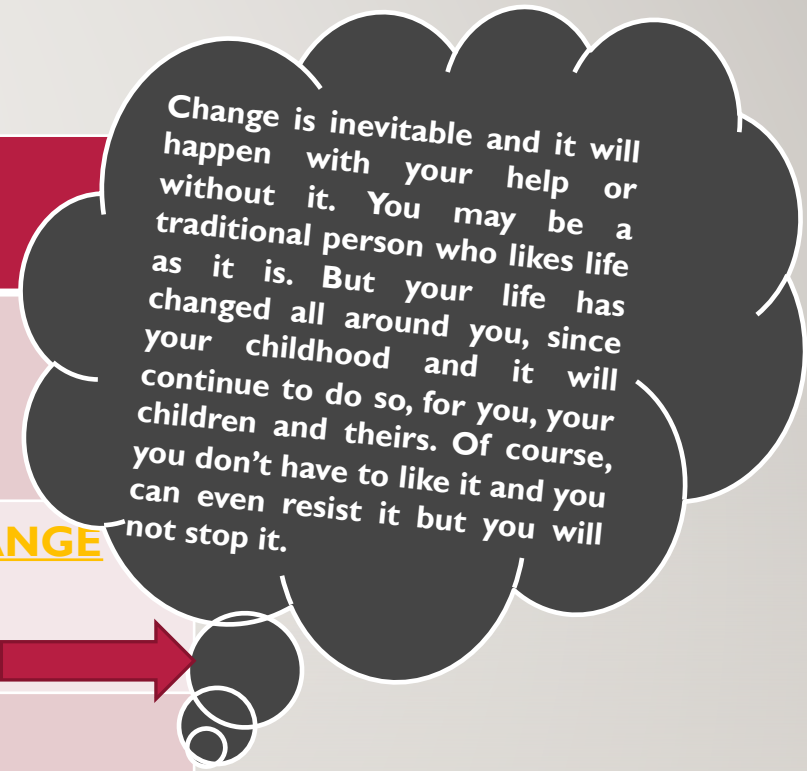 Change is inevitable and it will
happen with your help or
without it. You may be a
traditional person who likes life
as it is. But your life has
changed all around you, since
your childhood and it will
continue to do so, for you, your
children and theirs. Of course,
you don’t have to like it and you
can even resist it but you will
not stop it.
ANGE